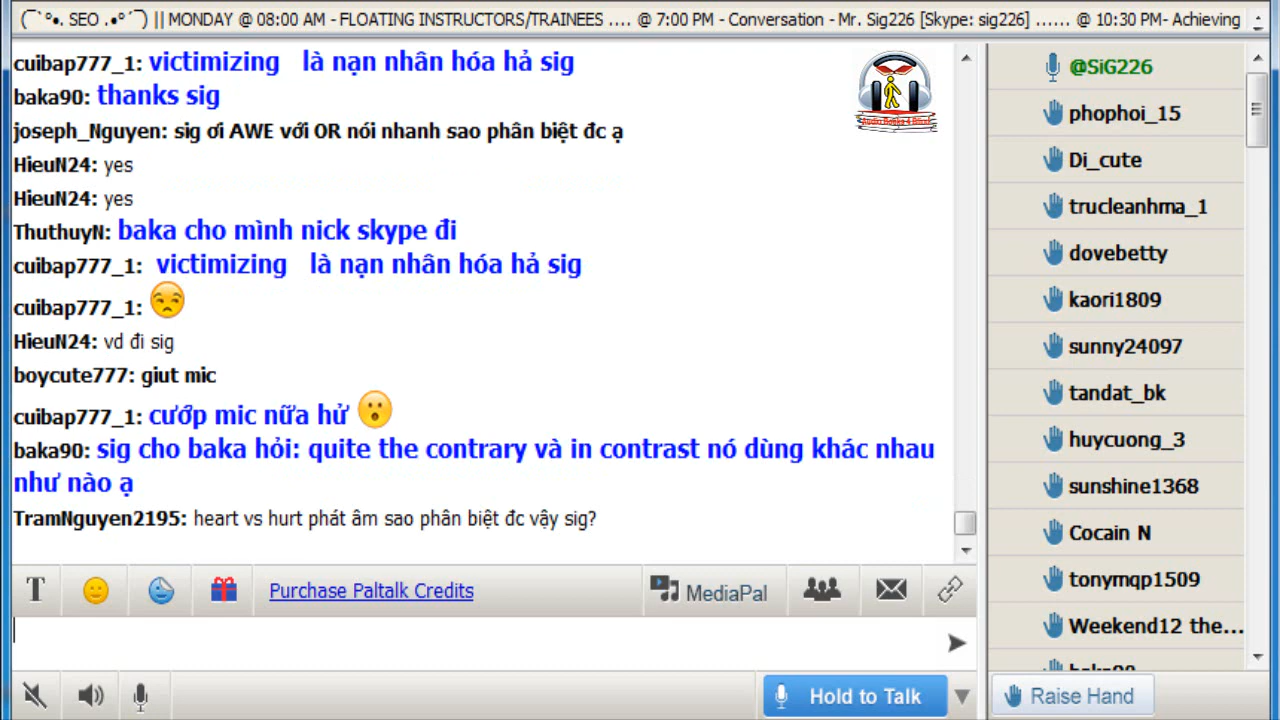 (¯`°•. SEO .•°´¯) || MONDAY @ 08:00 AM - FLOATING INSTRUCTORS/TRAINEES .... @ 7:00 PM - Conversation - Mr. Sig226 [Skype: sig226] ...... @ 10:30 PM- Achieving
cuibap777_1: victimizing là nạn nhân hóa hả sig
baka90: thanks sig
joseph_Nguyen: sig ơi AWE với OR nói nhanh sao phân biệt đc ạ
HieuN24: yes
HieuN24: yes
ThuthuyN: baka cho mình nick skype đi
cuibap777_1: victimizing là nạn nhân hóa hả sig
cuibap777_1:
HieuN24: vd đi sig
boycute777: giut mic
cuibap777_1: cướp mic nữa hử
baka90: sig cho baka hỏi: quite the contrary và in contrast nó dùng khác nhau
như nào ạ
TramNguyen2195: heart vs hurt phát âm sao phân biệt đc vậy sig?
T
Purchase Paltalk Credits
MediaPal
Hold to Talk
@SiG226
phophoi_15
Di_cute
trucleanhma_1
dovebetty
kaori1809
sunny24097
tandat_bk
huycuong_3
sunshine1368
Cocain N
tonymqp1509
Weekend12 the...
baka90
Raise Hand